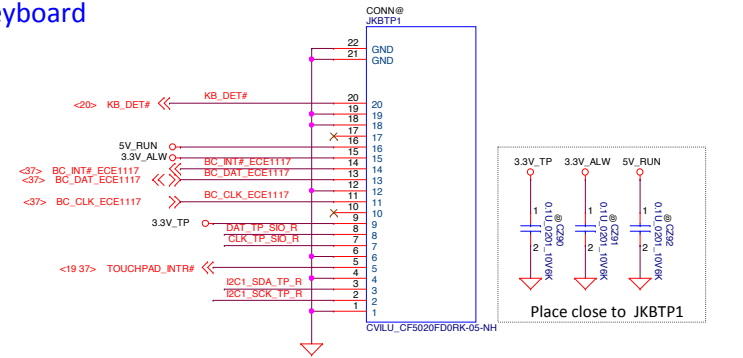 eyboard
CONN@
JKBTP1
22 GND
21 GND
<20> KB_DET# KB_DET# 20 20
19 19
18 18
17 17
5V_RUN 16 16
3.3V_ALW 15 15
<37> BC_INT#_ECE1117 BC_INT#_ECE1117 14 14
<37> BC_DAT_ECE1117 BC_DAT_ECE1117 13 13
12 12
<37> BC_CLK_ECE1117 BC_CLK_ECE1117 11 11
10 10
3.3V_TP 9 9
DAT_TP_SIO_R 8 8
CLK_TP_SIO_R 7 7
6 6
<19 37> TOUCHPAD_INTR# 5 5
4 4
I2C1_SDA_TP_R 3 3
I2C1_SCK_TP_R 2 2
1 1
CVILU_CF5020FD0RK-05-NH
3.3V_TP 3.3V_ALW 5V_RUN
1 1 1
2 2 2
@ CZ90
0.1U_0201_10V6K
@ CZ91
0.1U_0201_10V6K
@ CZ92
0.1U_0201_10V6K
Place close to JKBTP1